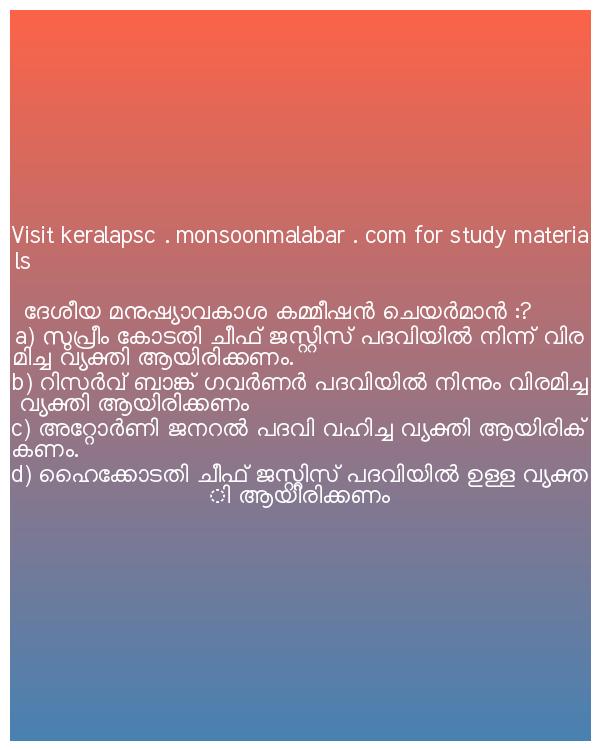 Visit keralapsc . monsoonmalabar . com for study materia
ls
ദേശീയ മനുഷ്യാവകാശ കമ്മീഷൻ ചെയർമാൻ :?
a) സുപ്രീം കോടതി ചീഫ് ജസ്റ്റിസ് പദവിയിൽ നിന്ന് വിര
മിച്ച വ്യക്തി ആയിരിക്കണം.
b) റിസർവ് ബാങ്ക് ഗവർണർ പദവിയിൽ നിന്നും വിരമിച്ച
വ്യക്തി ആയിരിക്കണം
c) അറ്റോർണി ജനറൽ പദവി വഹിച്ച വ്യക്തി ആയിരിക്
കണം.
d) ഹൈക്കോടതി ചീഫ് ജസ്റ്റിസ് പദവിയിൽ ഉള്ള വ്യക്ത
ി ആയിരിക്കണം